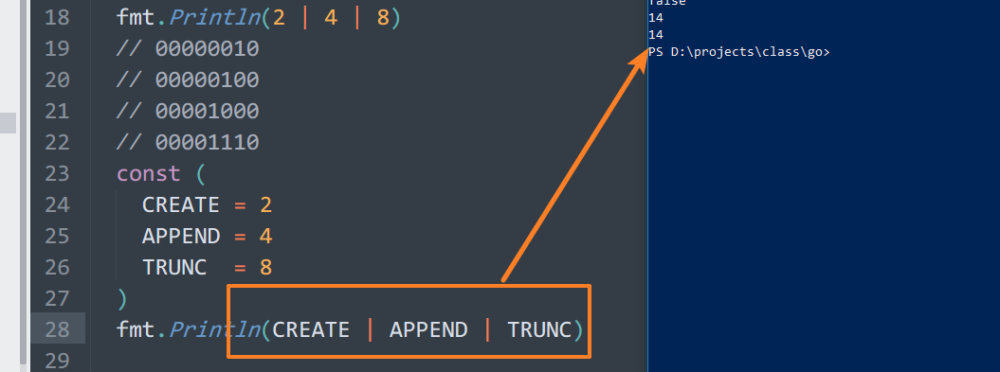 18 fmt.Println(2 | 4 | 8)
19 // 00000010
20 // 00000100
21 // 00001000
22 // 00001110
23 const (
24 CREATE = 2
25 APPEND = 4
26 TRUNC = 8
27 )
28 fmt.Println(CREATE | APPEND | TRUNC)
29
false
14
14
PS D:\projects\class\go>